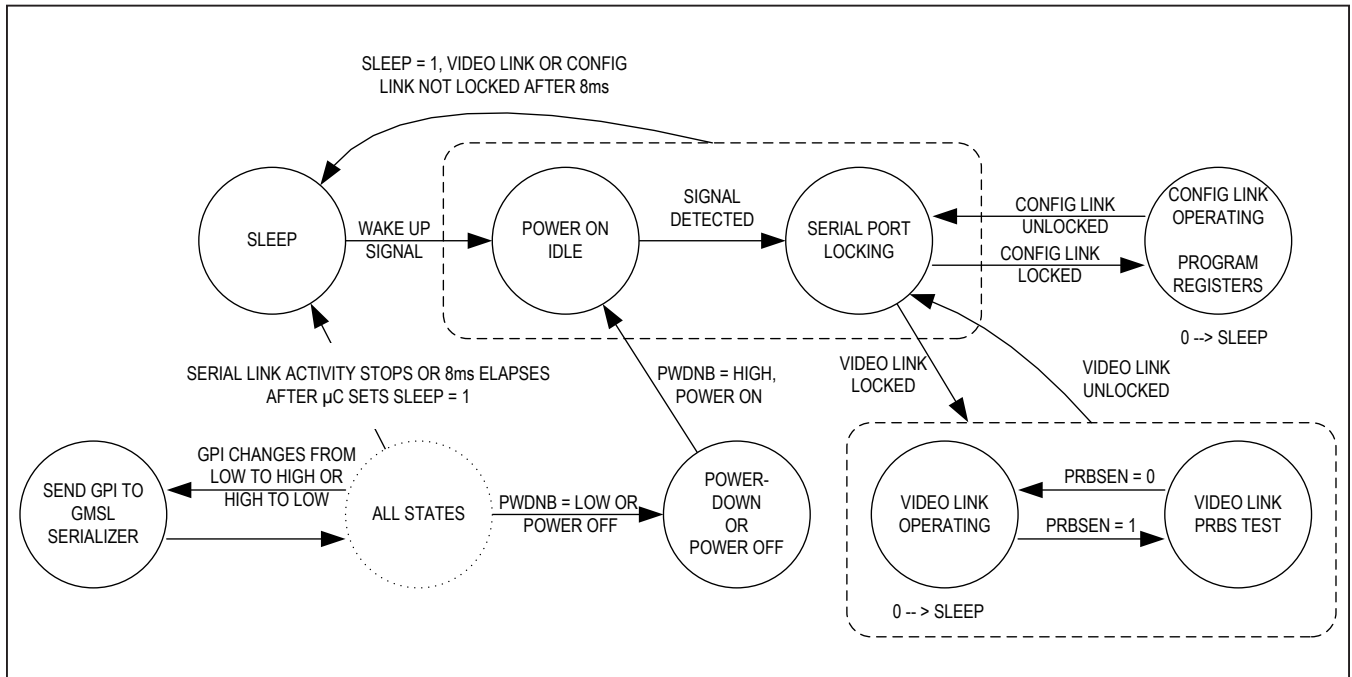 SLEEP = 1, VIDEO LINK OR CONFIG
LINK NOT LOCKED AFTER 8ms
SLEEP
WAKE UP
SIGNAL
POWER ON
IDLE
SIGNAL
DETECTED
SERIAL PORT
LOCKING
CONFIG LINK
UNLOCKED
CONFIG LINK
LOCKED
CONFIG LINK
OPERATING
PROGRAM
REGISTERS
0 --> SLEEP
SERIAL LINK ACTIVITY STOPS OR 8ms ELAPSES
AFTER µC SETS SLEEP = 1
PWDNB = HIGH,
POWER ON
VIDEO LINK
LOCKED
VIDEO LINK
UNLOCKED
SEND GPI TO
GMSL
SERIALIZER
GPI CHANGES FROM
LOW TO HIGH OR
HIGH TO LOW
ALL STATES
PWDNB = LOW OR
POWER OFF
POWER-
DOWN
OR
POWER OFF
VIDEO LINK
OPERATING
PRBSEN = 0
PRBSEN = 1
VIDEO LINK
PRBS TEST
0 -- > SLEEP